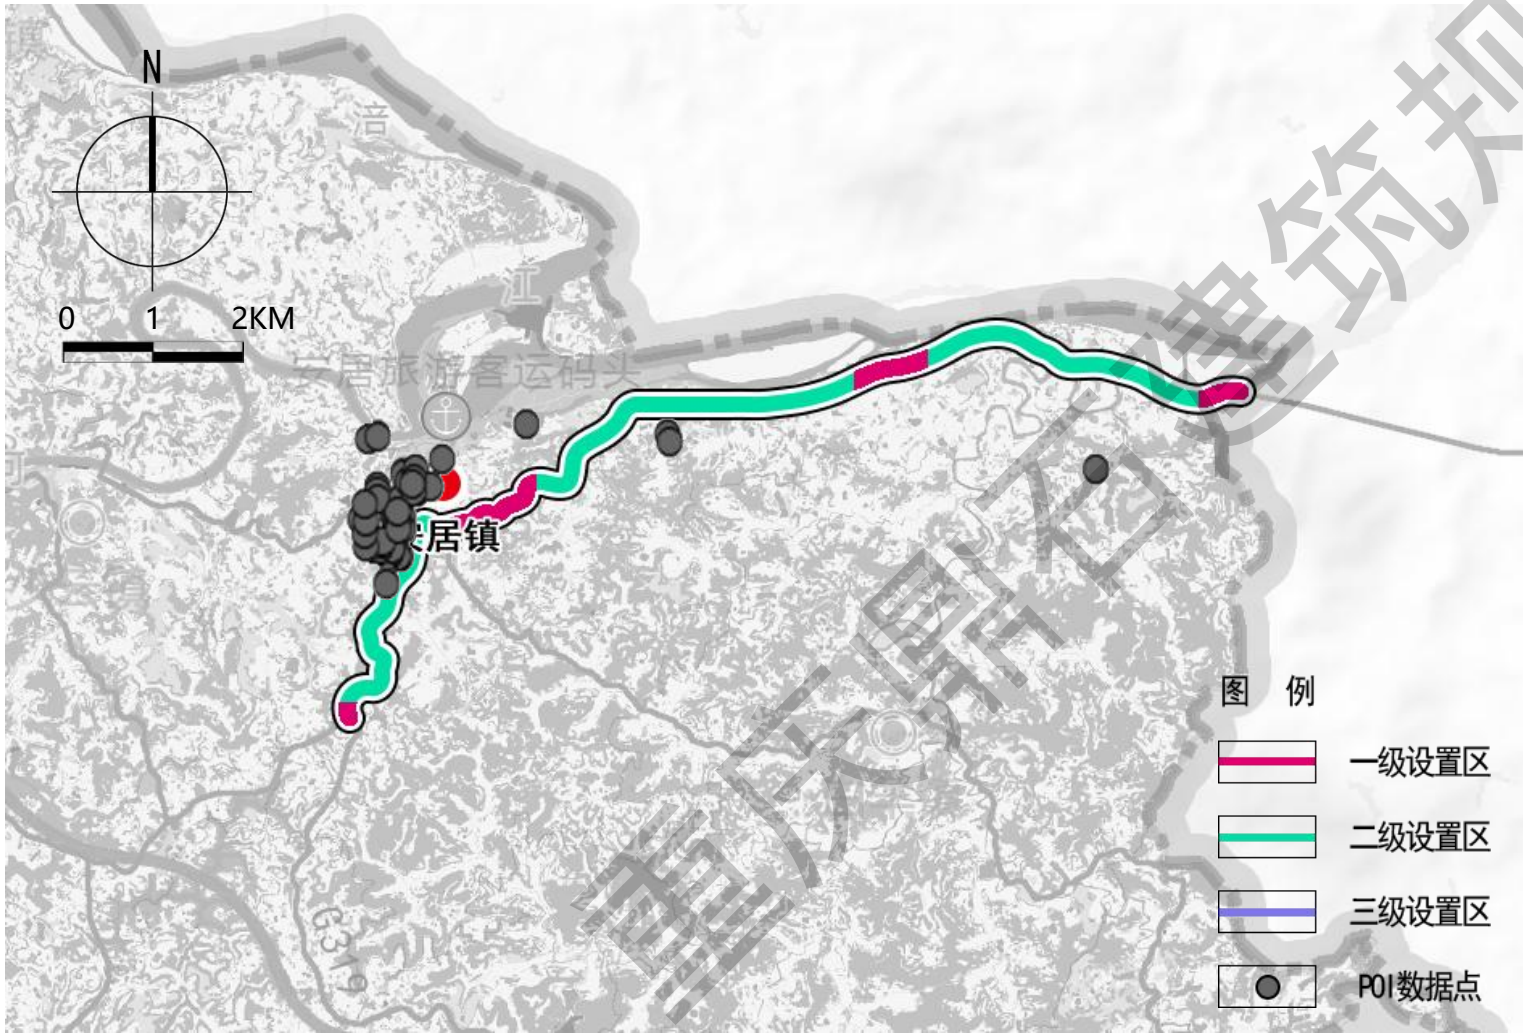 N
涪
0 1 2KM
江
安居旅游客运码头
居镇
图 例
一级设置区
二级设置区
三级设置区
POI数据点
G319
重庆鼎石建筑规